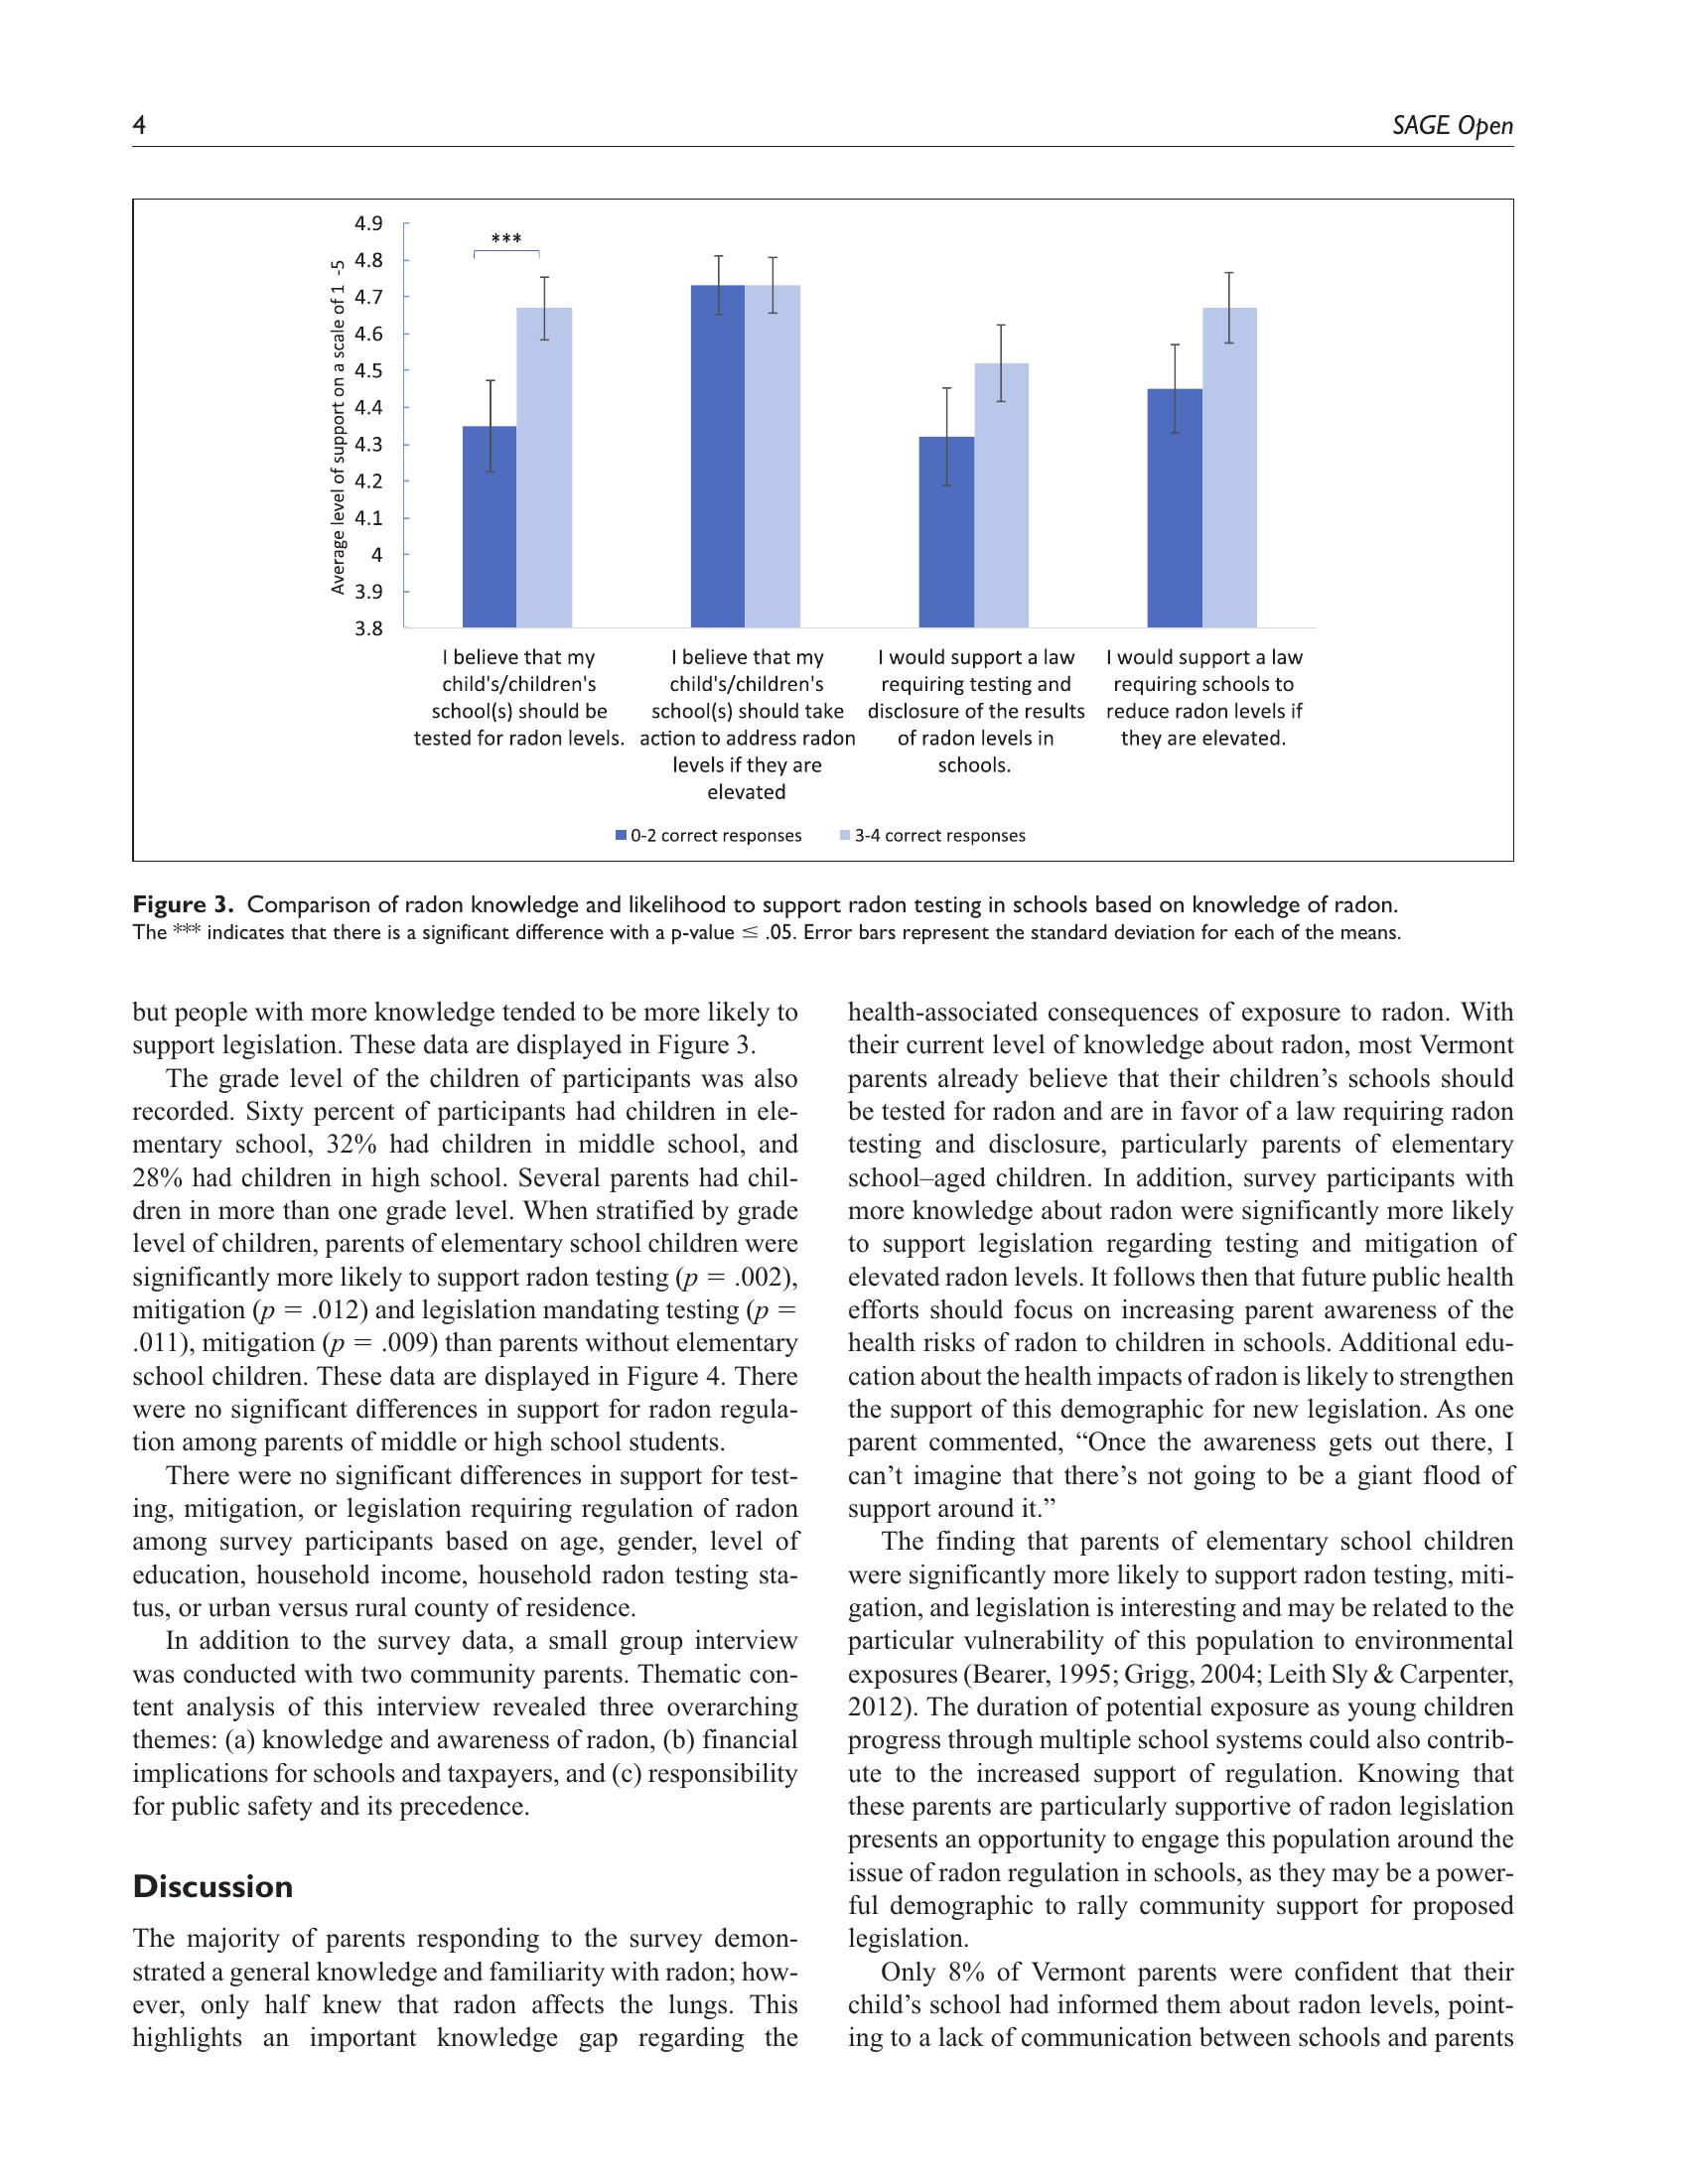 4
SAGE Open
4.9
4.8
4.7
4.6
4.5
4.4
4.3
4.2
4.1
4
3.9
3.8
Average level of support on a scale of 1 -5
***
I believe that my
child's/children's
school(s) should be
tested for radon levels.
I believe that my
child's/children's
school(s) should take
action to address radon
levels if they are
elevated
I would support a law
requiring testing and
disclosure of the results
of radon levels in
schools.
I would support a law
requiring schools to
reduce radon levels if
they are elevated.
0-2 correct responses
3-4 correct responses
Figure 3. Comparison of radon knowledge and likelihood to support radon testing in schools based on knowledge of radon.
The *** indicates that there is a significant difference with a p-value ≤ .05. Error bars represent the standard deviation for each of the means.
but people with more knowledge tended to be more likely to
support legislation. These data are displayed in Figure 3.
The grade level of the children of participants was also
recorded. Sixty percent of participants had children in ele-
mentary school, 32% had children in middle school, and
28% had children in high school. Several parents had chil-
dren in more than one grade level. When stratified by grade
level of children, parents of elementary school children were
significantly more likely to support radon testing (p = .002),
mitigation (p = .012) and legislation mandating testing (p =
.011), mitigation (p = .009) than parents without elementary
school children. These data are displayed in Figure 4. There
were no significant differences in support for radon regula-
tion among parents of middle or high school students.
There were no significant differences in support for test-
ing, mitigation, or legislation requiring regulation of radon
among survey participants based on age, gender, level of
education, household income, household radon testing sta-
tus, or urban versus rural county of residence.
In addition to the survey data, a small group interview
was conducted with two community parents. Thematic con-
tent analysis of this interview revealed three overarching
themes: (a) knowledge and awareness of radon, (b) financial
implications for schools and taxpayers, and (c) responsibility
for public safety and its precedence.
Discussion
The majority of parents responding to the survey demon-
strated a general knowledge and familiarity with radon; how-
ever, only half knew that radon affects the lungs. This
highlights an important knowledge gap regarding the
health-associated consequences of exposure to radon. With
their current level of knowledge about radon, most Vermont
parents already believe that their children’s schools should
be tested for radon and are in favor of a law requiring radon
testing and disclosure, particularly parents of elementary
school–aged children. In addition, survey participants with
more knowledge about radon were significantly more likely
to support legislation regarding testing and mitigation of
elevated radon levels. It follows then that future public health
efforts should focus on increasing parent awareness of the
health risks of radon to children in schools. Additional edu-
cation about the health impacts of radon is likely to strengthen
the support of this demographic for new legislation. As one
parent commented, “Once the awareness gets out there, I
can’t imagine that there’s not going to be a giant flood of
support around it.”
The finding that parents of elementary school children
were significantly more likely to support radon testing, miti-
gation, and legislation is interesting and may be related to the
particular vulnerability of this population to environmental
exposures (Bearer, 1995; Grigg, 2004; Leith Sly & Carpenter,
2012). The duration of potential exposure as young children
progress through multiple school systems could also contrib-
ute to the increased support of regulation. Knowing that
these parents are particularly supportive of radon legislation
presents an opportunity to engage this population around the
issue of radon regulation in schools, as they may be a power-
ful demographic to rally community support for proposed
legislation.
Only 8% of Vermont parents were confident that their
child’s school had informed them about radon levels, point-
ing to a lack of communication between schools and parents